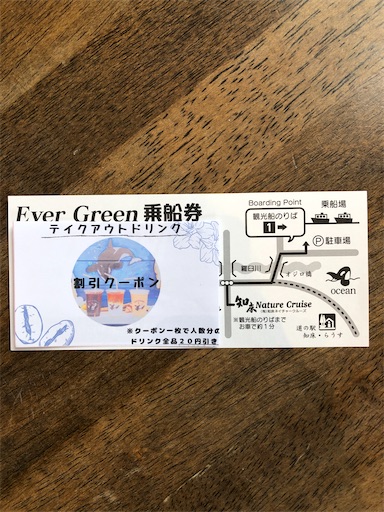 Ever Green 乗船券
テイクアウトドリンク
割引クーポン
※クーポン一枚で人数分の
ドリンク全品20円引き
Boarding Point
乗船場
観光船のりば
1
P 駐車場
羅臼川
オジロ橋
ocean
知床 Nature Cruise
※観光船のりばまで
お車で約1分
道の駅
知床・らうす